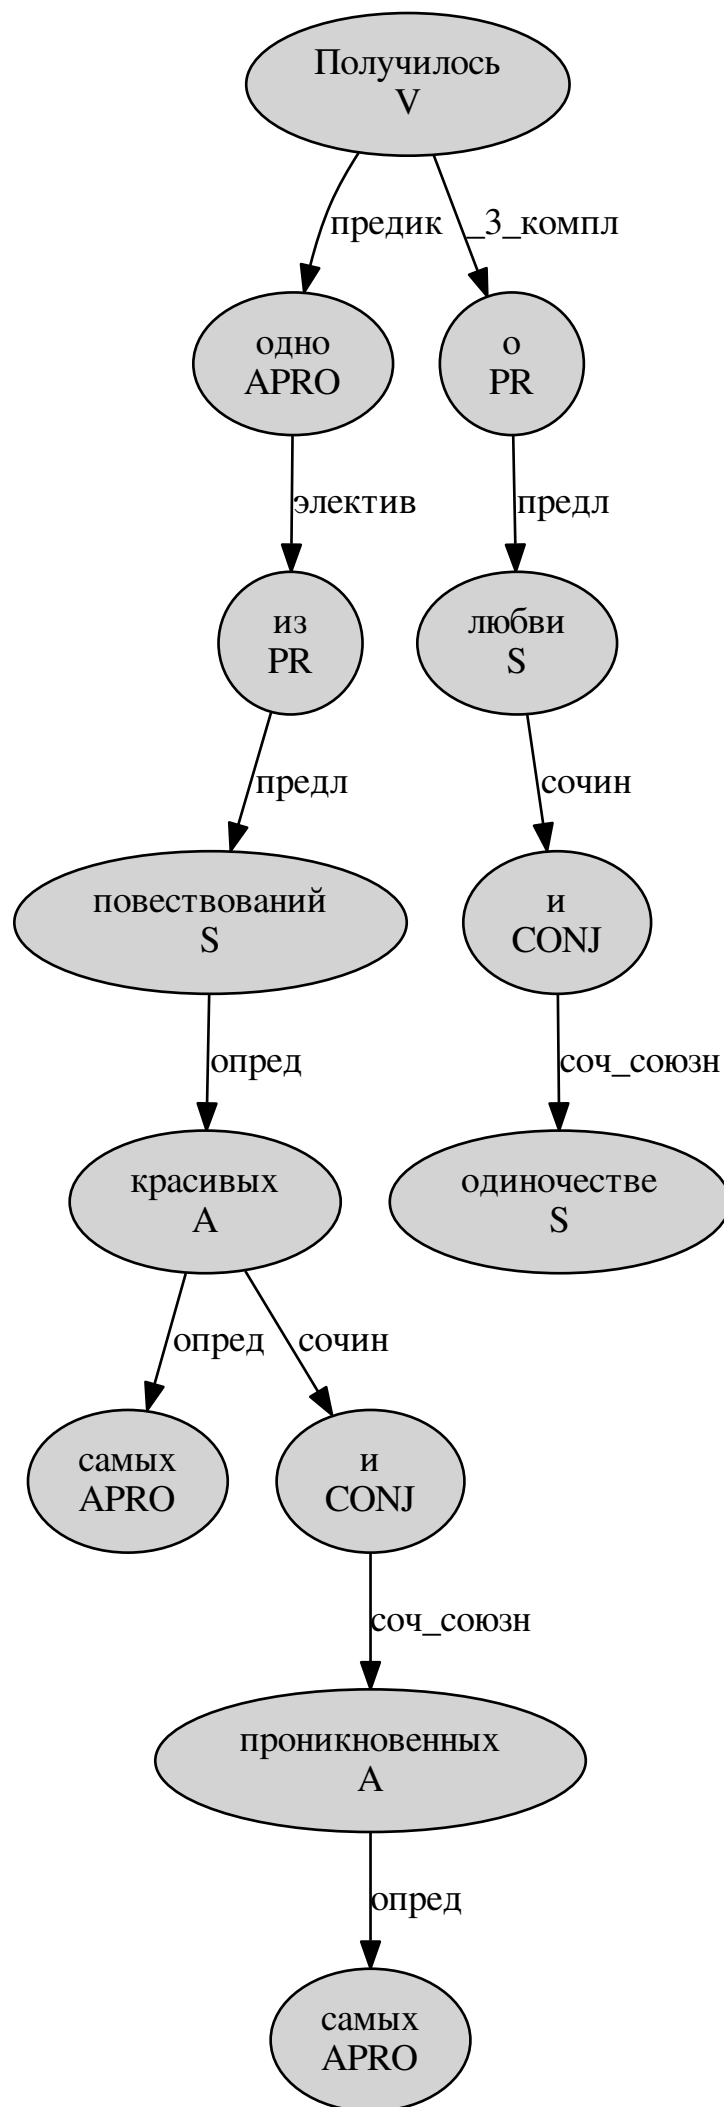 Получилось
V
предик
_3_компл
одно
APRO
о
PR
электив
предл
из
PR
любви
S
предл
сочин
повествований
S
и
CONJ
опред
соч_союзн
красивых
A
одиночестве
S
опред
сочин
самых
APRO
и
CONJ
соч_союзн
проникновенных
A
опред
самых
APRO